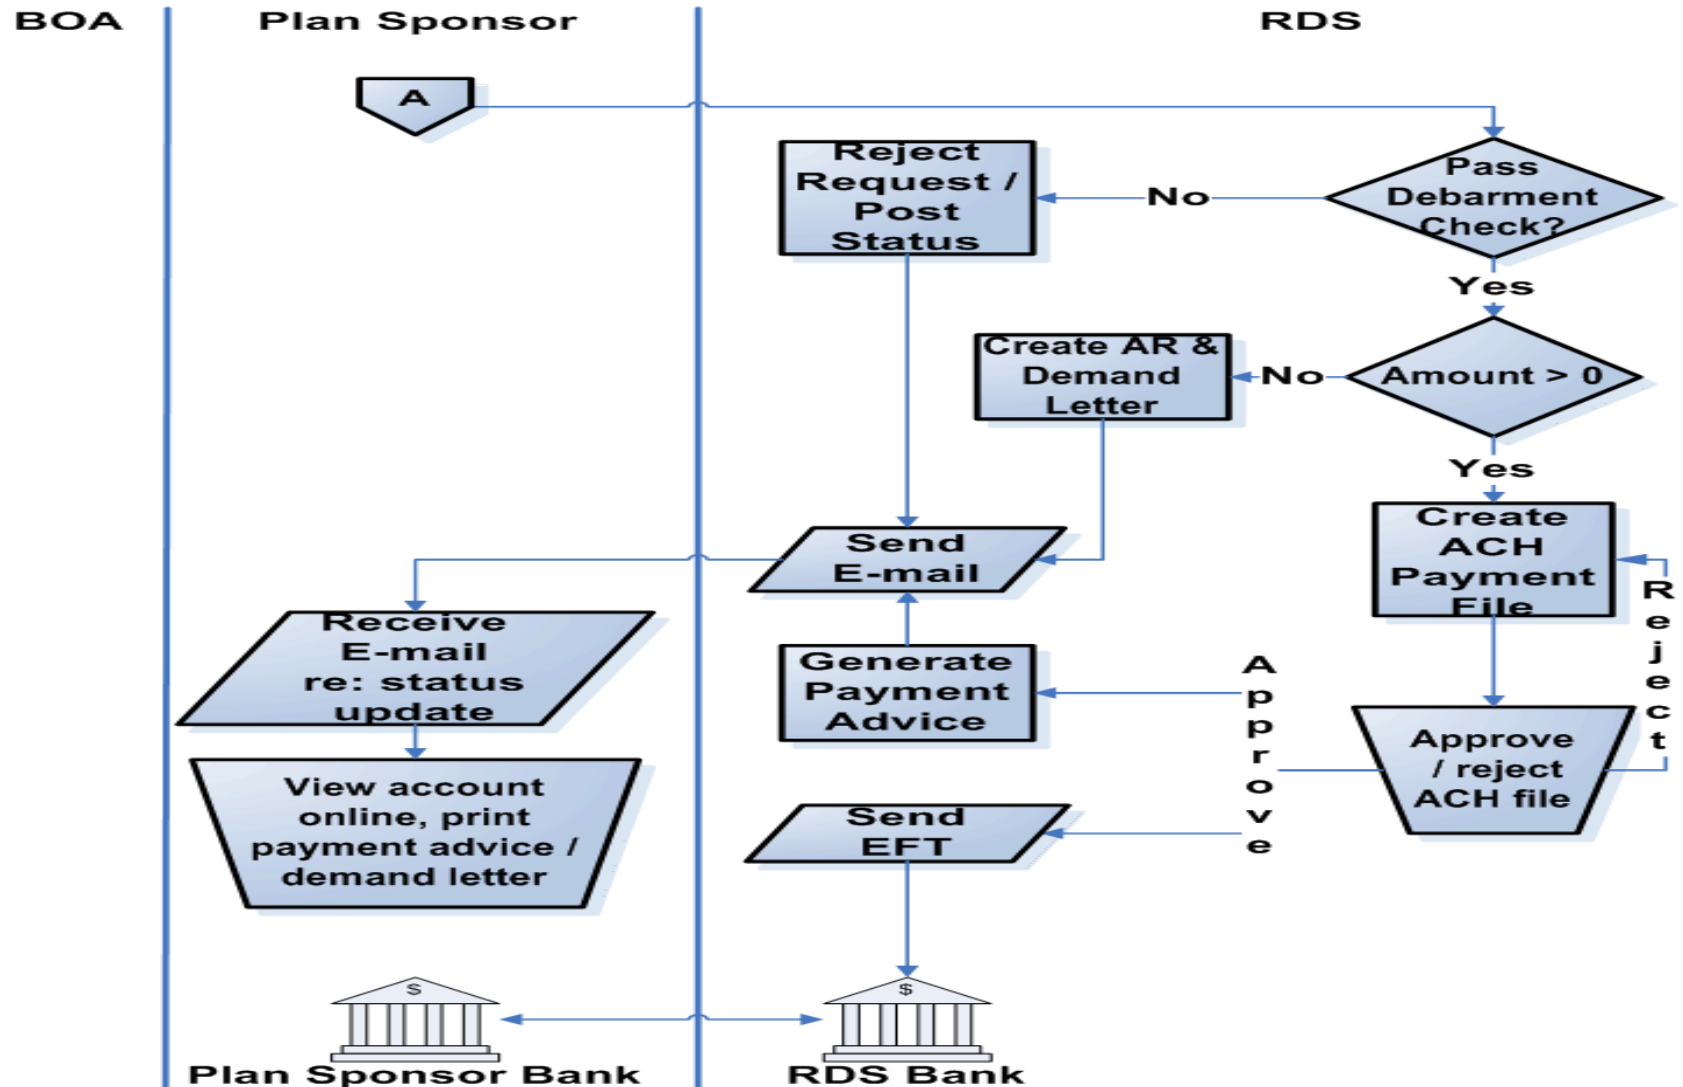 BOA
Plan Sponsor
RDS
A
Pass
Debarment
Check?
No
Reject
Request /
Post
Status
Yes
Amount > 0
No
Create AR &
Demand
Letter
Yes
Create
ACH
Payment
File
Reject
Send
E-mail
Receive
E-mail
re: status
update
Generate
Payment
Advice
Approve
Approve
/ reject
ACH file
View account
online, print
payment advice /
demand letter
Send
EFT
$
$
Plan Sponsor Bank
RDS Bank